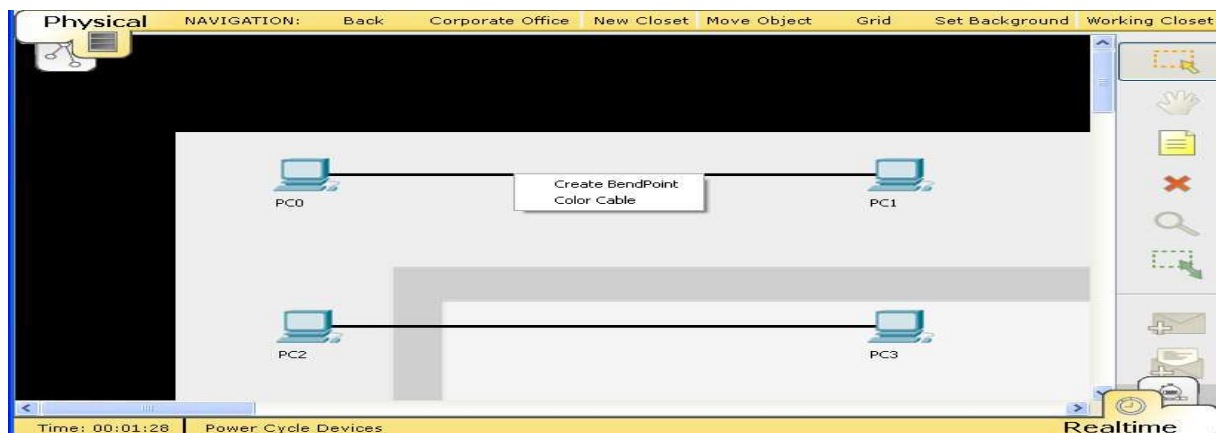 Physical NAVIGATION: Back Corporate Office New Closet Move Object Grid Set Background Working Closet
PC0
Create BendPoint
Color Cable
PC1
PC2
PC3
Time: 00:01:28 Power Cycle Devices Realtime